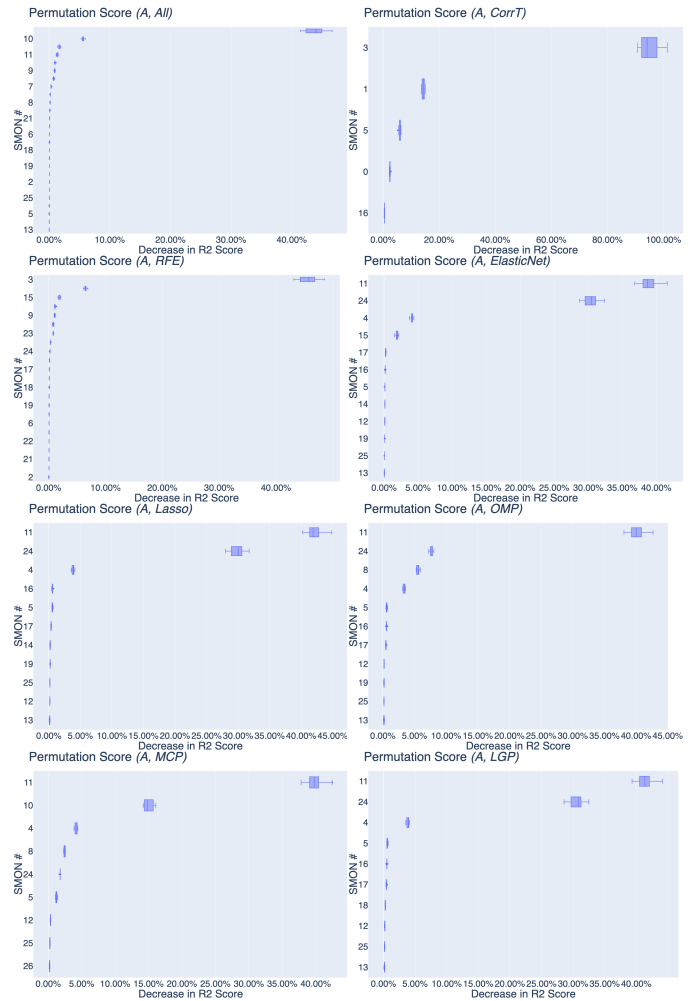 Permutation Score (A, All)
SMON #
10
11
9
7
8
21
6
18
19
2
25
5
13
0.00% 10.00% 20.00% 30.00% 40.00%
Decrease in R2 Score
Permutation Score (A, CorrT)
SMON #
3
1
5
0
16
0.00% 20.00% 40.00% 60.00% 80.00% 100.00%
Decrease in R2 Score
Permutation Score (A, RFE)
SMON #
3
15
9
23
24
17
18
19
6
22
21
2
0.00% 10.00% 20.00% 30.00% 40.00%
Decrease in R2 Score
Permutation Score (A, ElasticNet)
SMON #
11
24
4
15
17
16
5
14
12
19
25
13
0.00% 5.00% 10.00% 15.00% 20.00% 25.00% 30.00% 35.00% 40.00%
Decrease in R2 Score
Permutation Score (A, Lasso)
SMON #
11
24
4
16
5
17
14
19
25
12
13
0.00% 5.00% 10.00% 15.00% 20.00% 25.00% 30.00% 35.00% 40.00% 45.00%
Decrease in R2 Score
Permutation Score (A, OMP)
SMON #
11
24
8
4
5
16
17
12
19
25
13
0.00% 5.00% 10.00% 15.00% 20.00% 25.00% 30.00% 35.00% 40.00% 45.00%
Decrease in R2 Score
Permutation Score (A, MCP)
SMON #
11
10
4
8
24
5
12
25
26
0.00% 5.00% 10.00% 15.00% 20.00% 25.00% 30.00% 35.00% 40.00%
Decrease in R2 Score
Permutation Score (A, LGP)
SMON #
11
24
4
5
16
17
18
12
25
13
0.00% 5.00% 10.00% 15.00% 20.00% 25.00% 30.00% 35.00% 40.00%
Decrease in R2 Score